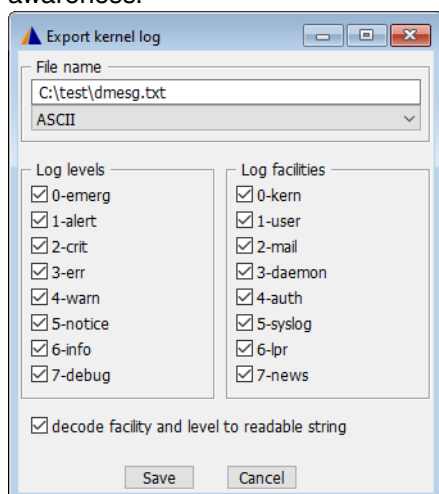 awareness.
Export kernel log
File name
C:\test\dmesg.txt
ASCII
Log levels
0-emerg
1-alert
2-crit
3-err
4-warn
5-notice
6-info
7-debug
Log facilities
0-kern
1-user
2-mail
3-daemon
4-auth
5-syslog
6-lpr
7-news
decode facility and level to readable string
Save Cancel